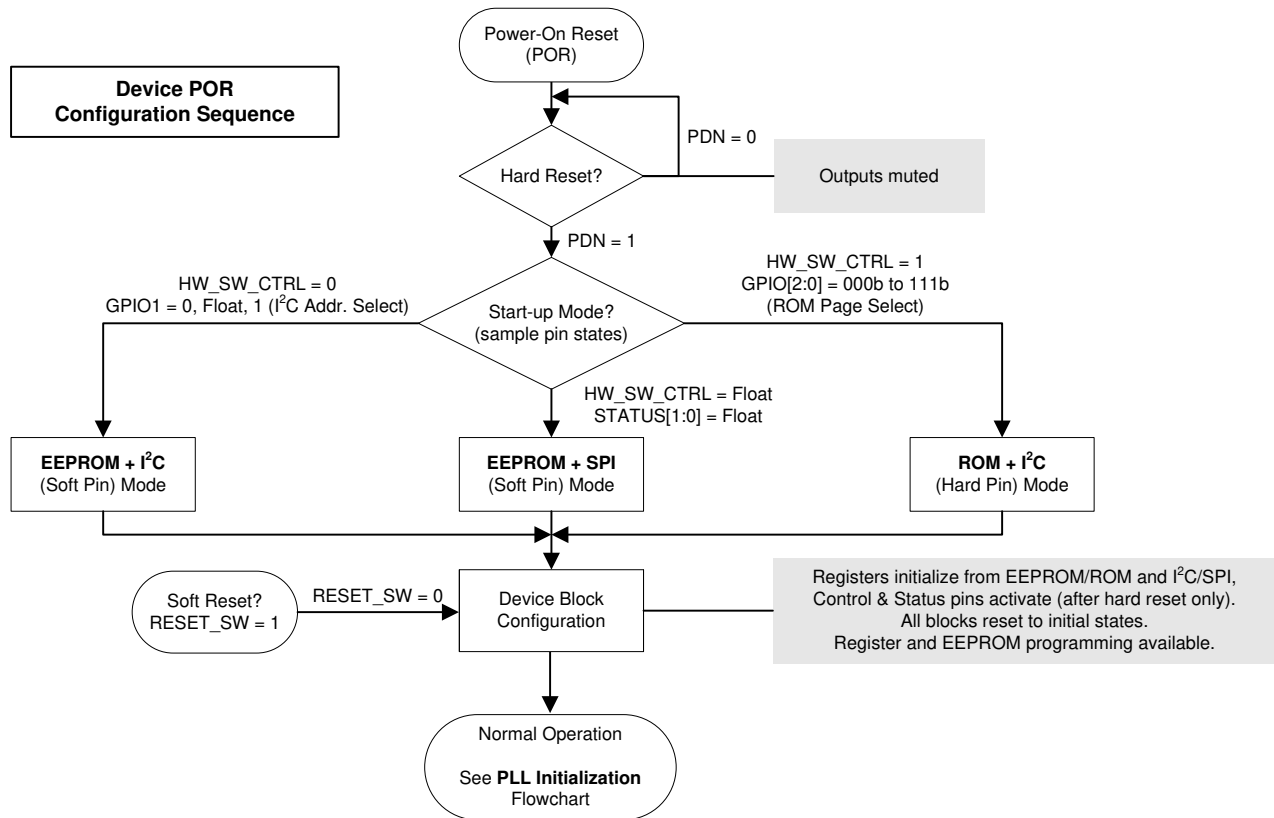 Power-On Reset
(POR)
Device POR
Configuration Sequence
PDN = 0
Hard Reset?
Outputs muted
PDN = 1
HW_SW_CTRL = 0
GPIO1 = 0, Float, 1 (I²C Addr. Select)
HW_SW_CTRL = 1
GPIO[2:0] = 000b to 111b
(ROM Page Select)
Start-up Mode?
(sample pin states)
HW_SW_CTRL = Float
STATUS[1:0] = Float
EEPROM + I²C
(Soft Pin) Mode
EEPROM + SPI
(Soft Pin) Mode
ROM + I²C
(Hard Pin) Mode
Soft Reset?
RESET_SW = 1
RESET_SW = 0
Device Block
Configuration
Registers initialize from EEPROM/ROM and I²C/SPI,
Control & Status pins activate (after hard reset only).
All blocks reset to initial states.
Register and EEPROM programming available.
Normal Operation
See PLL Initialization
Flowchart